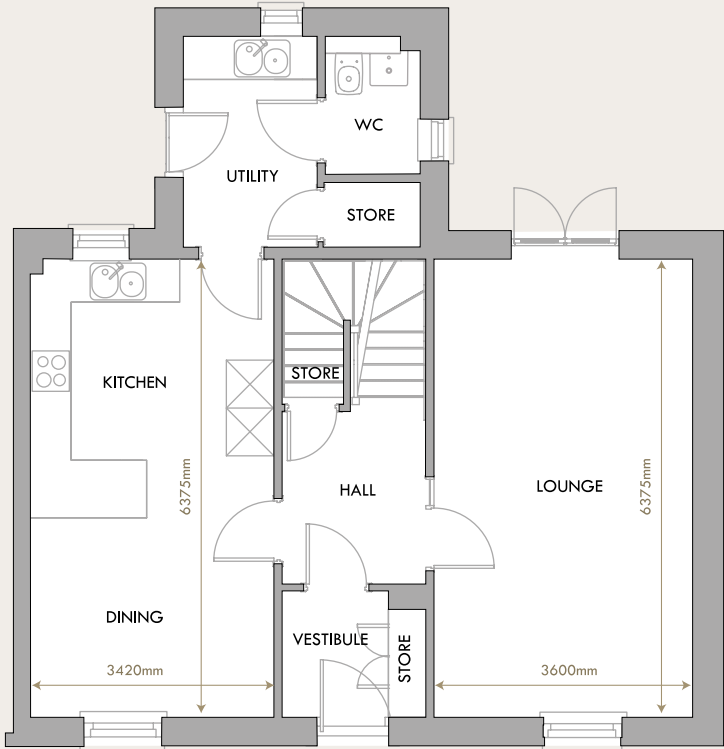 WC
UTILITY
STORE
KITCHEN
STORE
6375mm
HALL
LOUNGE
6375mm
DINING
VESTIBULE
STORE
3420mm
3600mm